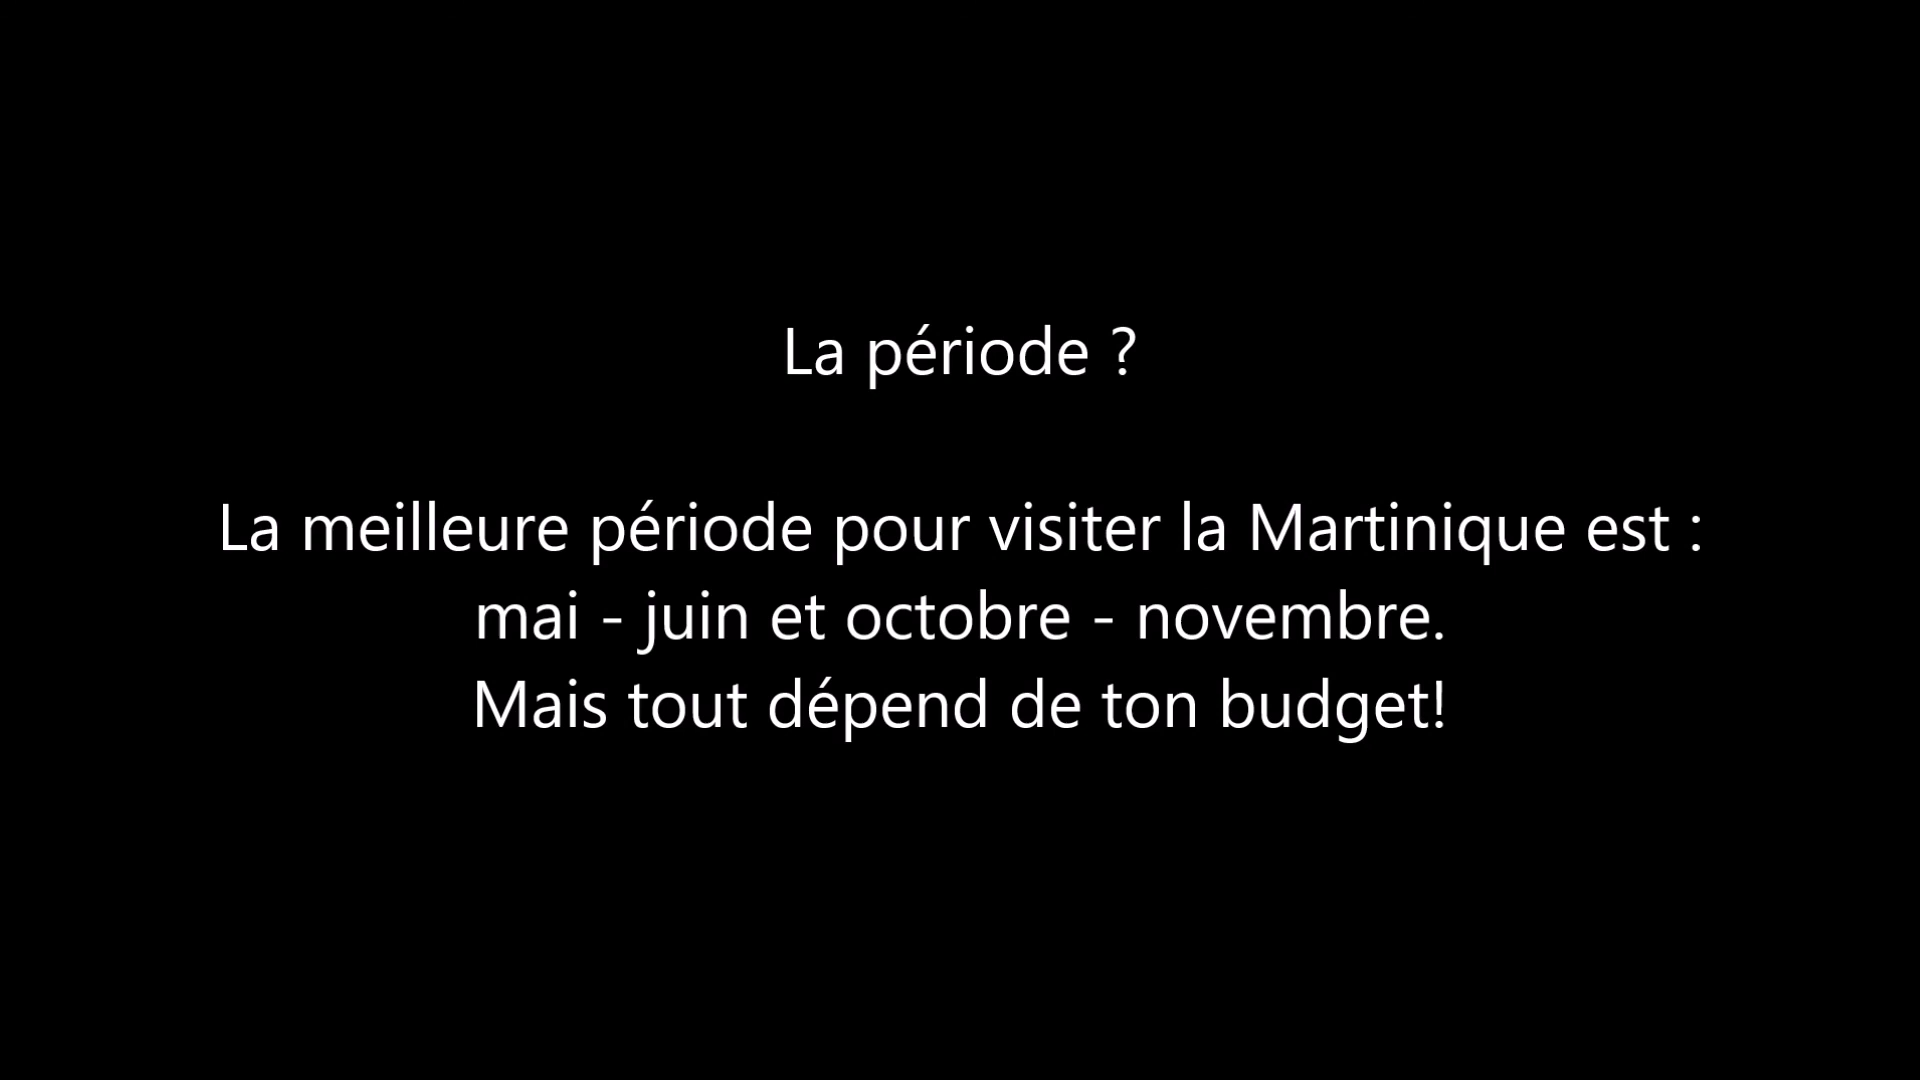 La période ?
La meilleure période pour visiter la Martinique est :
mai - juin et octobre - novembre.
Mais tout dépend de ton budget!